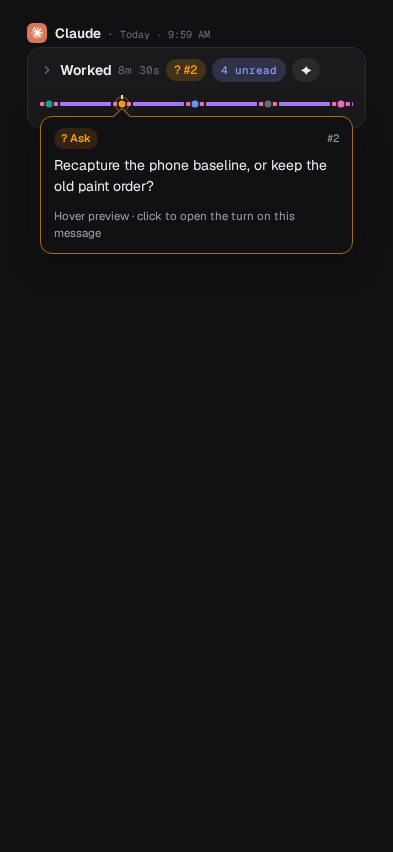 Claude · Today · 9:59 AM
Worked 8m 30s ? #2 4 unread
? Ask #2
Recapture the phone baseline, or keep the
old paint order?
Hover preview · click to open the turn on this
message